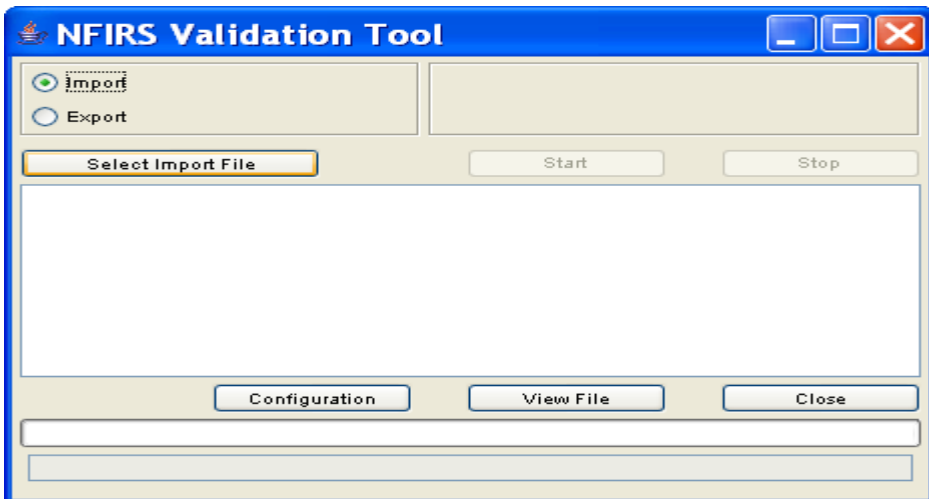 NFIRS Validation Tool
Import
Export
Select Import File Start Stop
Configuration View File Close